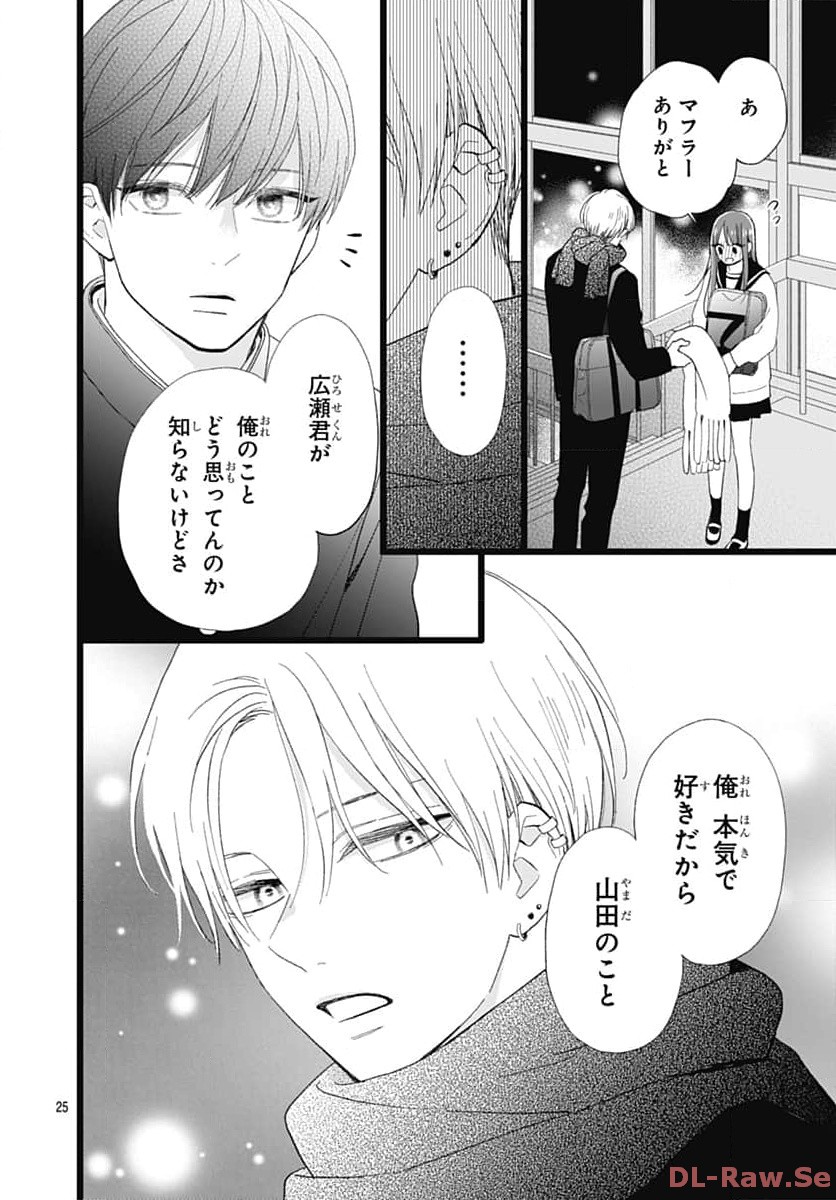 あ
マフラー
ありがと
………
広瀬君が
俺のこと
どう思ってんのか
知らないけどさ
俺 本気で
好きだから
山田のこと
25
DL-Raw.Se